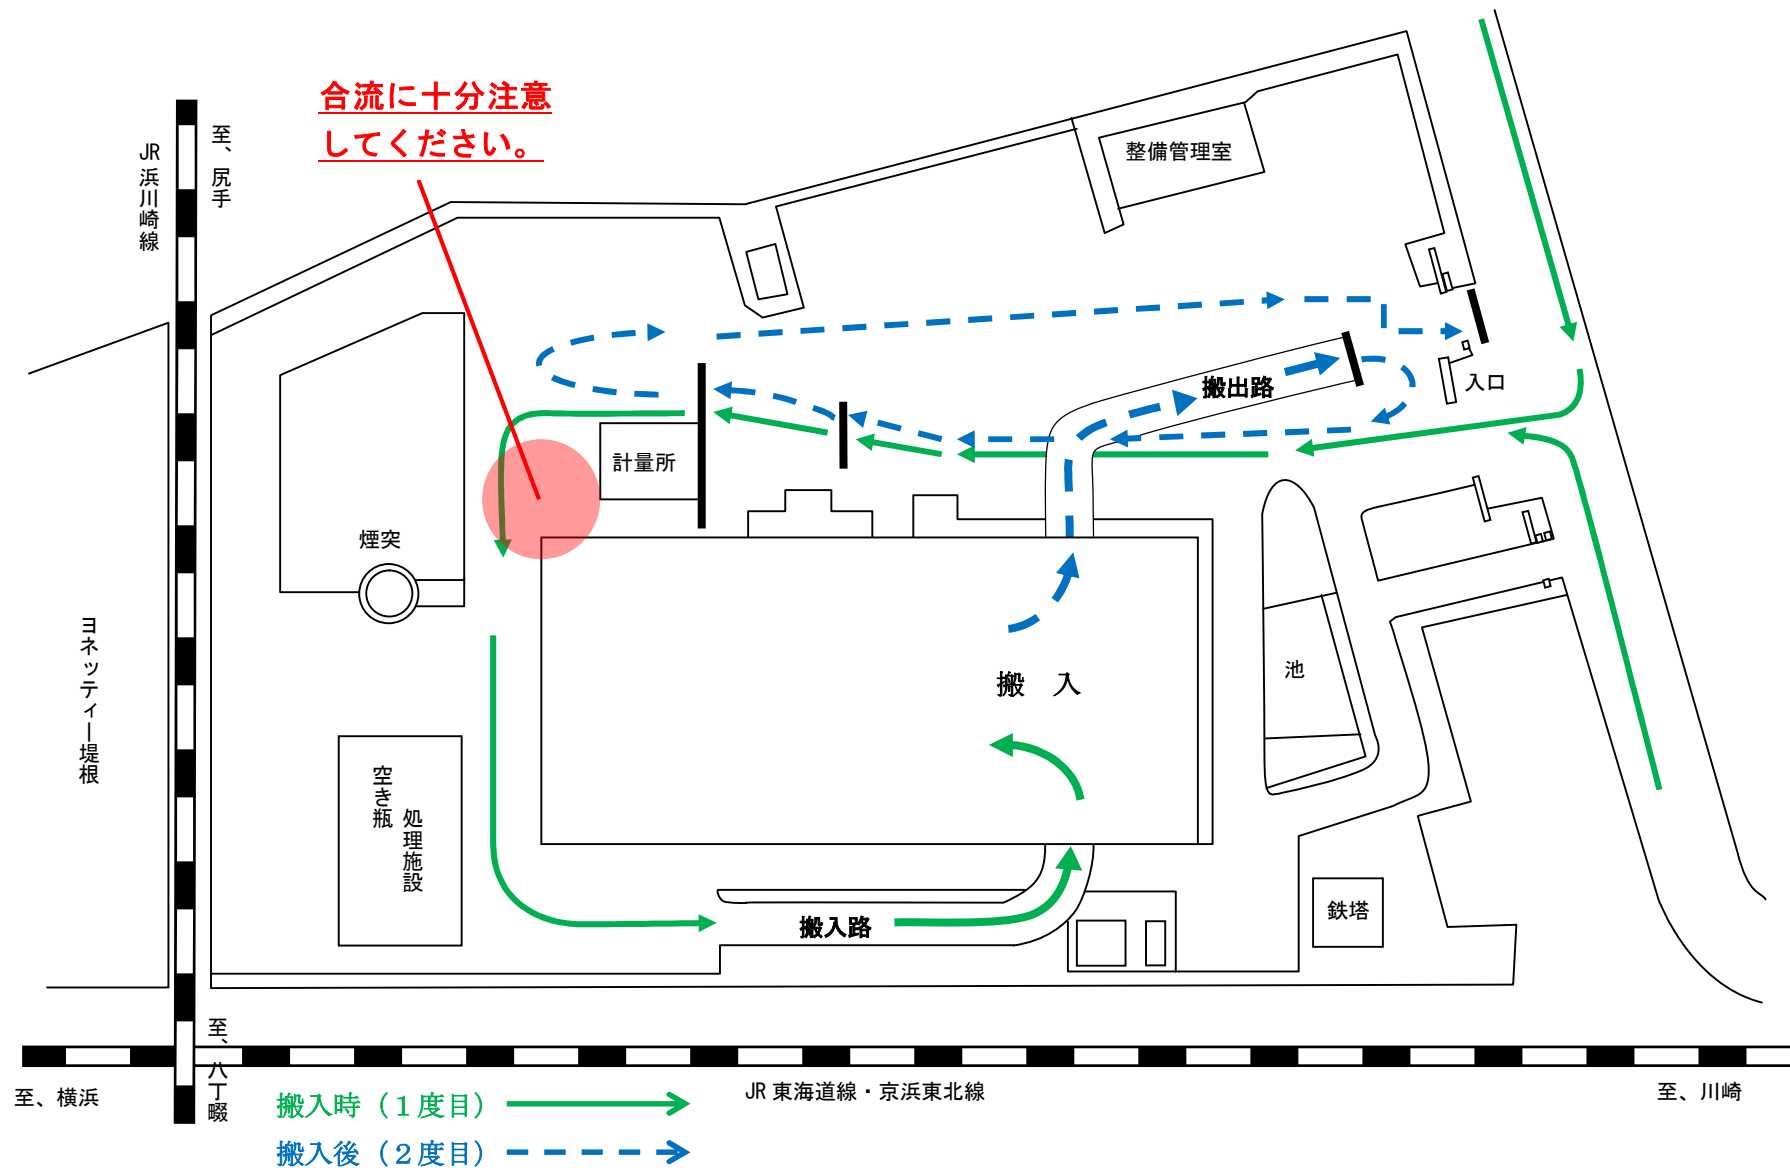 合流に十分注意
してください。
至、尻手
JR浜川崎線
整備管理室
搬出路
入口
計量所
煙突
ヨネッティー堤根
搬　入
池
空き瓶
処理施設
搬入路
鉄塔
至、八丁畷
至、横浜
JR 東海道線・京浜東北線
至、川崎
搬入時（１度目）
搬入後（２度目）